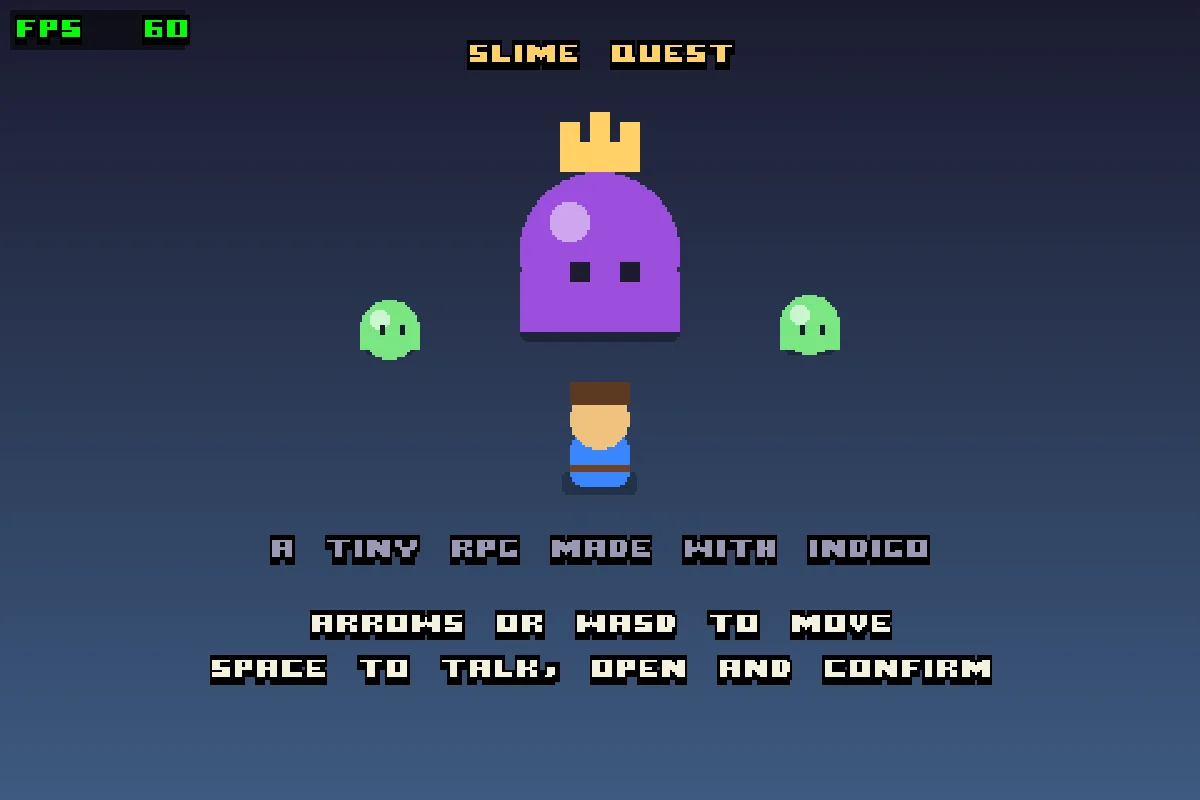 FPS 60
SLIME QUEST
A TINY RPG MADE WITH INDIGO
ARROWS OR WASD TO MOVE
SPACE TO TALK, OPEN AND CONFIRM